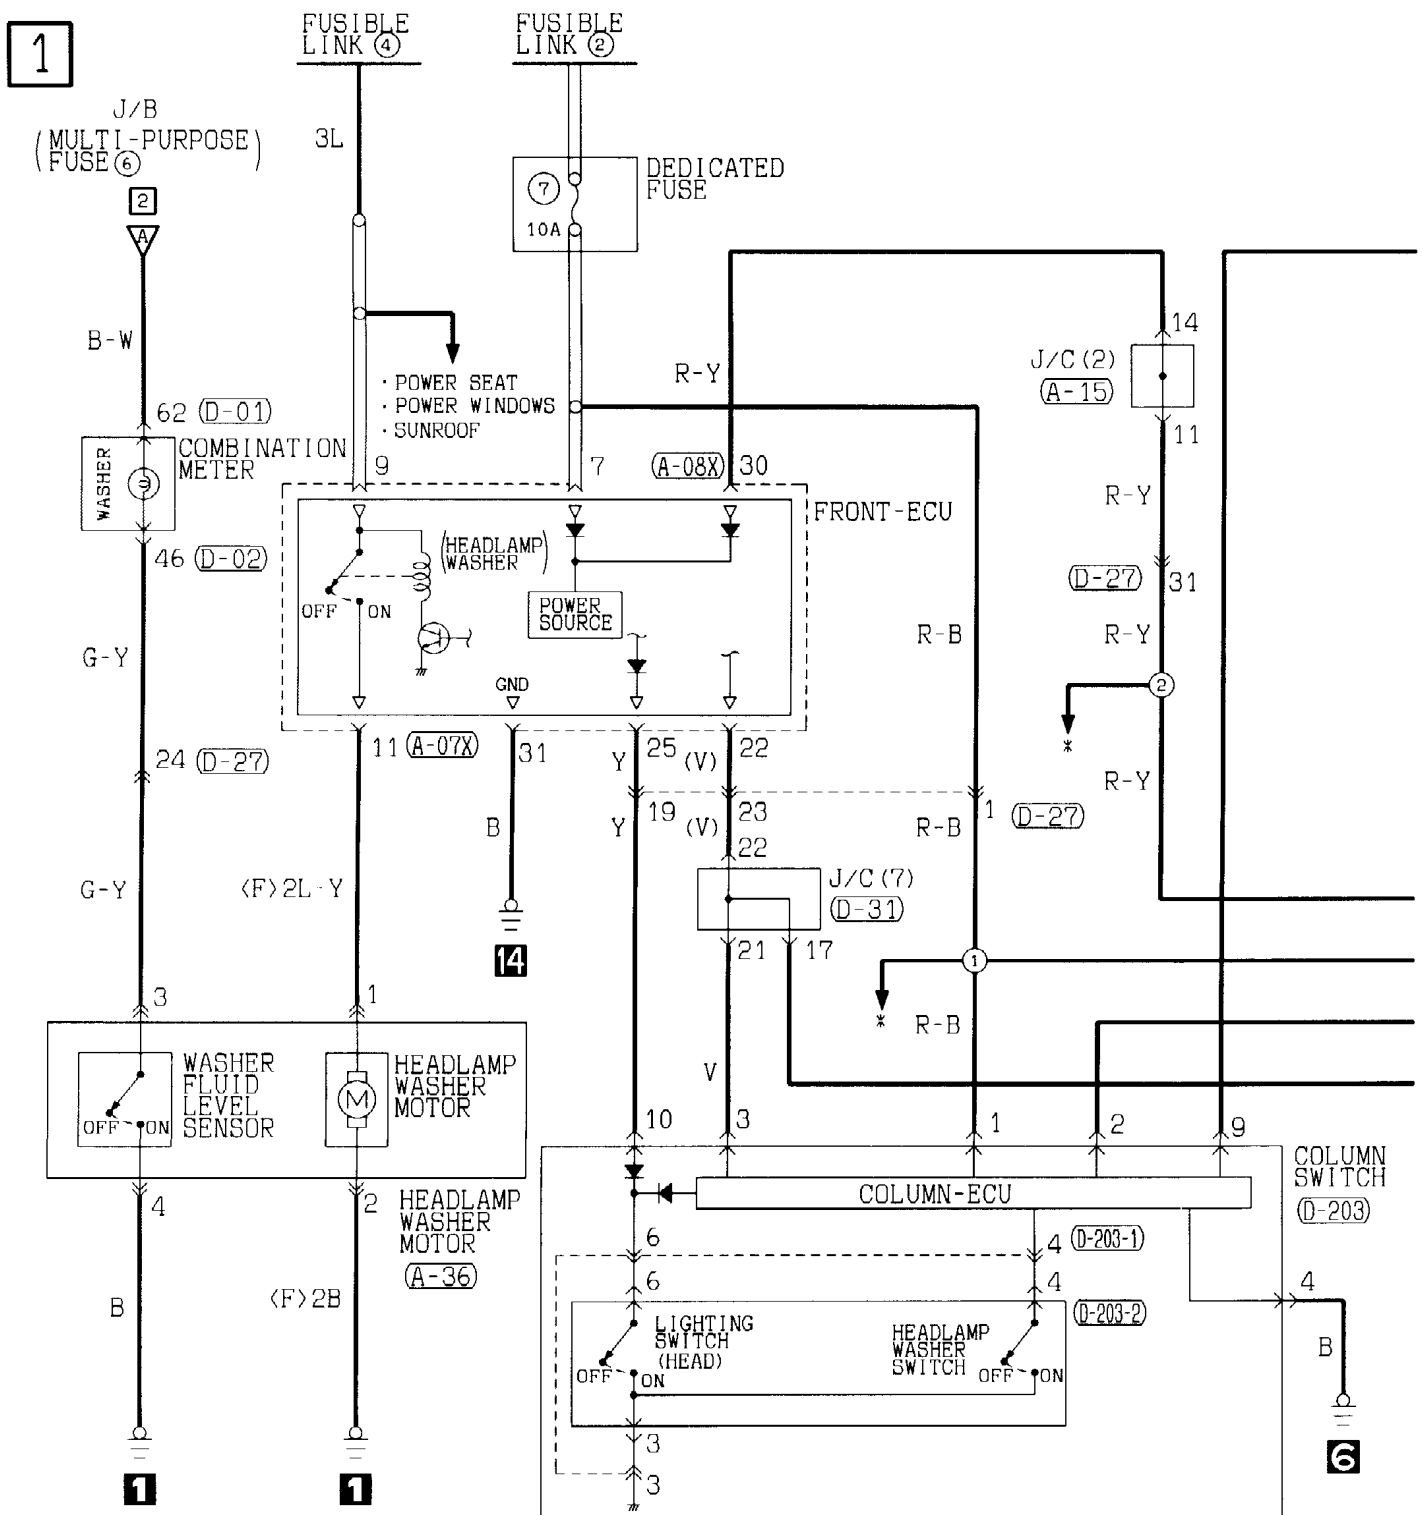 1
FUSIBLE
LINK ④
FUSIBLE
LINK ②
J/B
(MULTI-PURPOSE)
FUSE ⑥
2
A
3L
7
10A
DEDICATED
FUSE
B-W
· POWER SEAT
· POWER WINDOWS
· SUNROOF
R-Y
14
J/C (2)
(A-15)
11
62 (D-01)
COMBINATION
METER
WASHER
9
7
(A-08X) 30
R-Y
46 (D-02)
FRONT-ECU
(HEADLAMP)
WASHER
OFF
ON
POWER
SOURCE
(D-27) 31
G-Y
R-B
R-Y
2
*
GND
11 (A-07X)
31
25
22
Y
(V)
24 (D-27)
R-Y
19
23
1
(D-27)
B
Y
(V)
R-B
22
G-Y
<F>2L-Y
J/C (7)
(D-31)
14
21
17
1
*
R-B
3
1
WASHER
FLUID
LEVEL
SENSOR
OFF
ON
M
HEADLAMP
WASHER
MOTOR
V
10
3
1
2
9
COLUMN
SWITCH
(D-203)
COLUMN-ECU
4
2
HEADLAMP
WASHER
MOTOR
(A-36)
6
4
(D-203-1)
6
4
(D-203-2)
4
B
<F>2B
LIGHTING
SWITCH
(HEAD)
OFF
ON
HEADLAMP
WASHER
SWITCH
OFF
ON
B
3
3
1
1
6